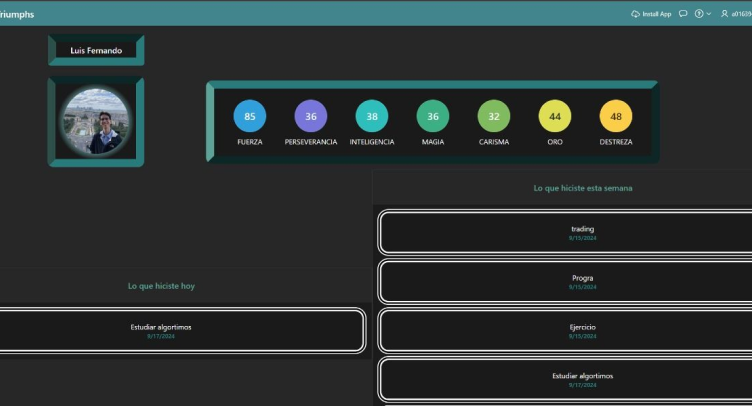 Triumphs
Install App
a01639
Luis Fernando
85
36
38
36
32
44
48
FUERZA
PERSEVERANCIA
INTELIGENCIA
MAGIA
CARISMA
ORO
DESTREZA
Lo que hiciste esta semana
trading
9/15/2024
Progra
9/15/2024
Ejercicio
9/15/2024
Estudiar algortimos
9/17/2024
Lo que hiciste hoy
Estudiar algortimos
9/17/2024